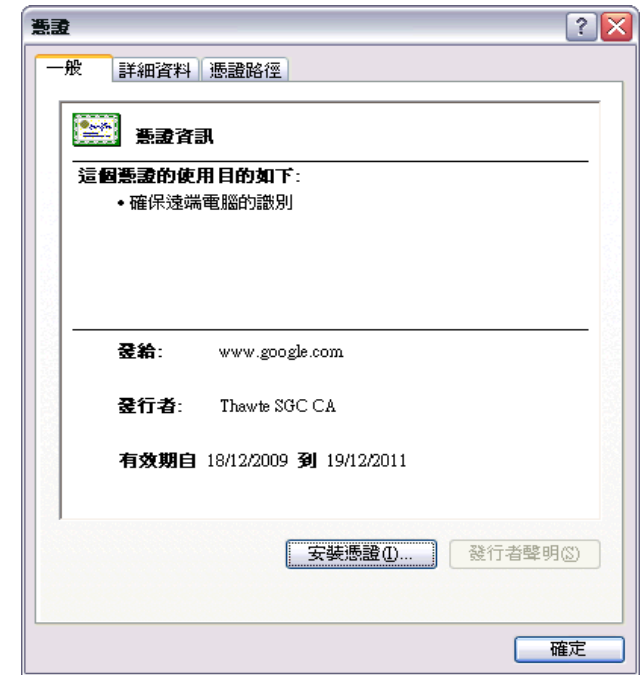 憑證
一般 詳細資料 憑證路徑
憑證資訊
這個憑證的使用目的如下:
• 確保遠端電腦的識別
發給: www.google.com
發行者: Thawte SGC CA
有效期自 18/12/2009 到 19/12/2011
安裝憑證(I)... 發行者聲明(S)
確定